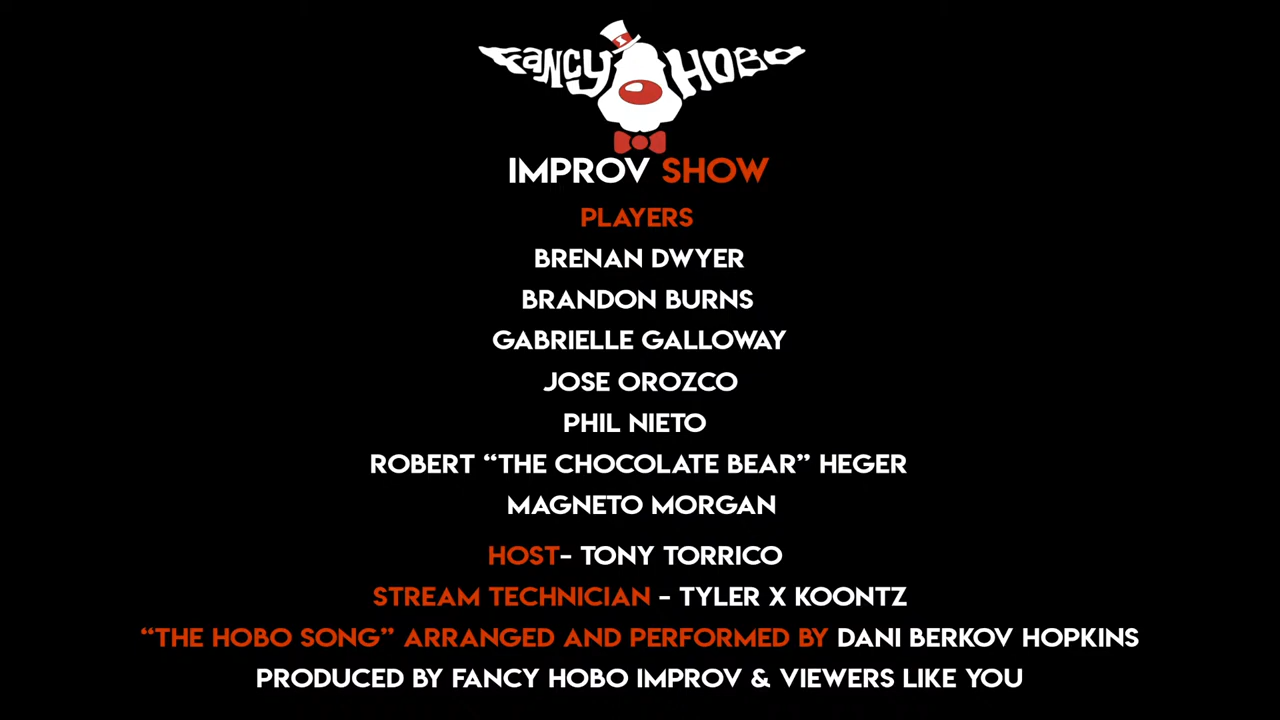 FANCY HOBO
IMPROV SHOW
PLAYERS
BRENAN DWYER
BRANDON BURNS
GABRIELLE GALLOWAY
JOSE OROZCO
PHIL NIETO
ROBERT “THE CHOCOLATE BEAR” HEGER
MAGNETO MORGAN
HOST- TONY TORRICO
STREAM TECHNICIAN - TYLER X KOONTZ
“THE HOBO SONG” ARRANGED AND PERFORMED BY DANI BERKOV HOPKINS
PRODUCED BY FANCY HOBO IMPROV & VIEWERS LIKE YOU